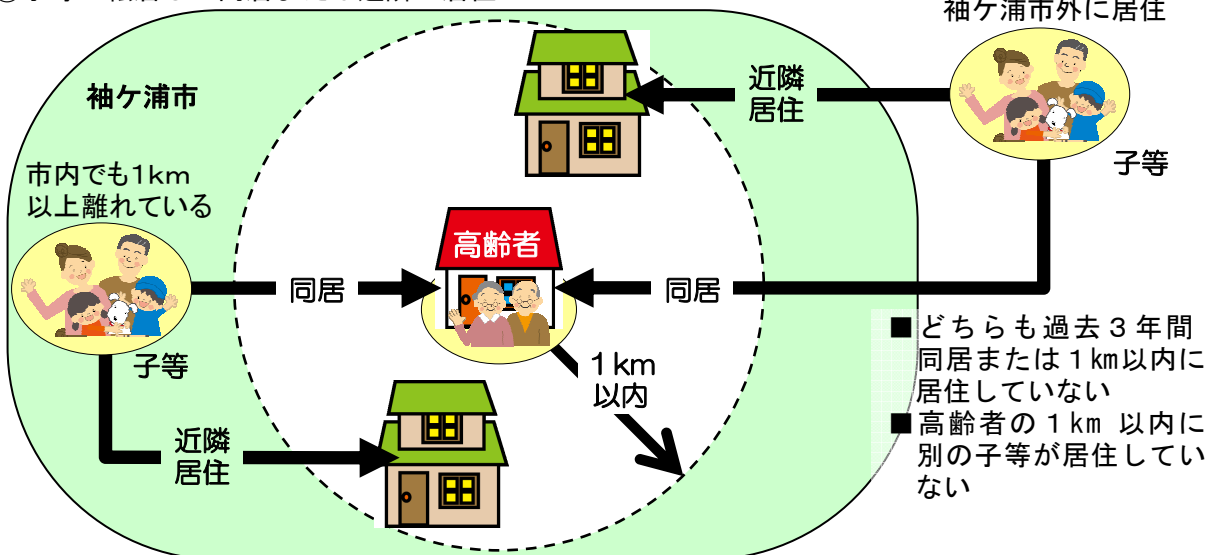 袖ケ浦市外に居住
袖ケ浦市
近隣
居住
子等
市内でも1km
以上離れている
高齢者
同居
同居
子等
1km
以内
近隣
居住
■どちらも過去3年間
同居または1㎞以内に
居住していない
■高齢者の1km 以内に
別の子等が居住してい
ない